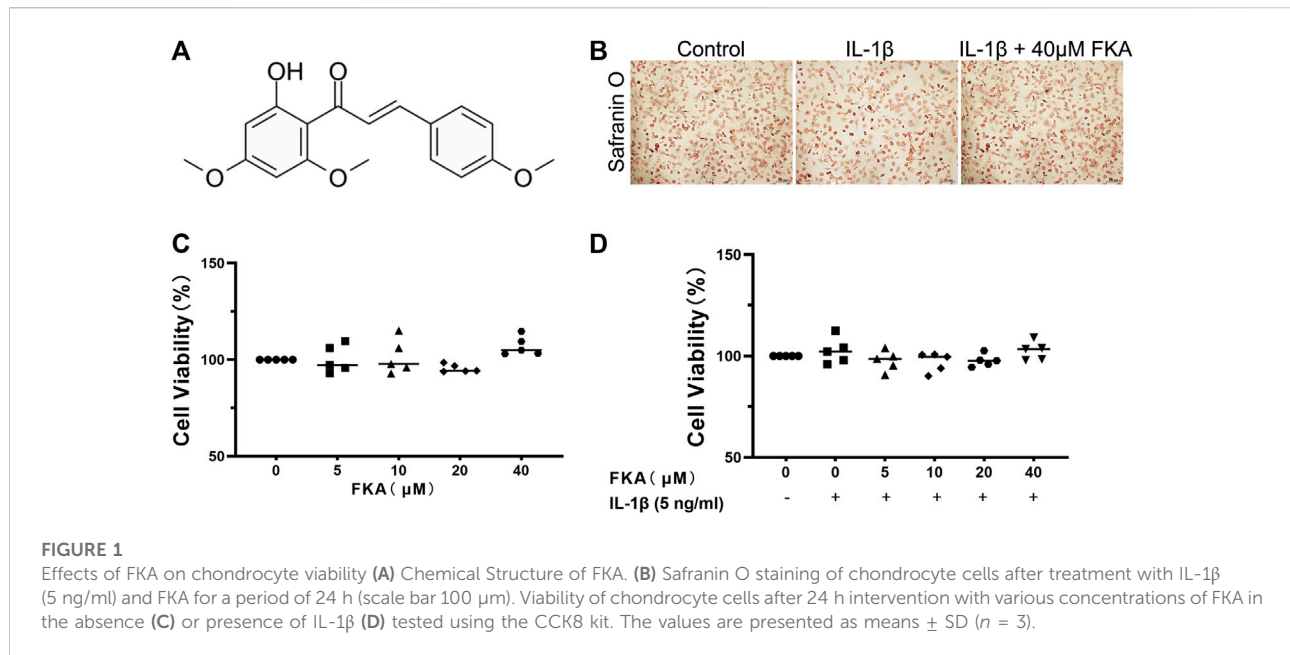 A
OH
O
O
O
O
B
Control
IL-1β
IL-1β + 40μM FKA
Safranin O
C
Cell Viability (%)
150
100
50
0
5
10
20
40
FKA( μM)
D
Cell Viability (%)
150
100
50
FKA( μM)
0
0
5
10
20
40
IL-1β (5 ng/ml)
-
+
+
+
+
+
FIGURE 1
Effects of FKA on chondrocyte viability (A) Chemical Structure of FKA. (B) Safranin O staining of chondrocyte cells after treatment with IL-1β
(5 ng/ml) and FKA for a period of 24 h (scale bar 100 μm). Viability of chondrocyte cells after 24 h intervention with various concentrations of FKA in
the absence (C) or presence of IL-1β (D) tested using the CCK8 kit. The values are presented as means ± SD (n = 3).